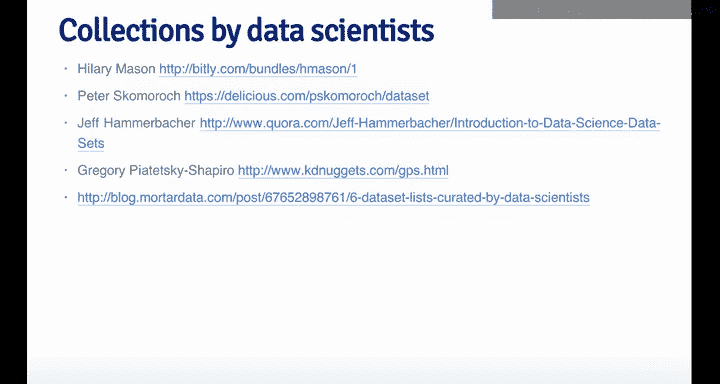 Collections by data scientists
Hilary Mason http://bitly.com/bundles/hmason/1
Peter Skomoroch https://delicious.com/pskomoroch/dataset
Jeff Hammerbacher http://www.quora.com/Jeff-Hammerbacher/Introduction-to-Data-Science-Data-
Sets
Gregory Piatetsky-Shapiro http://www.kdnuggets.com/gps.html
http://blog.mortardata.com/post/67652898761/6-dataset-lists-curated-by-data-scientists